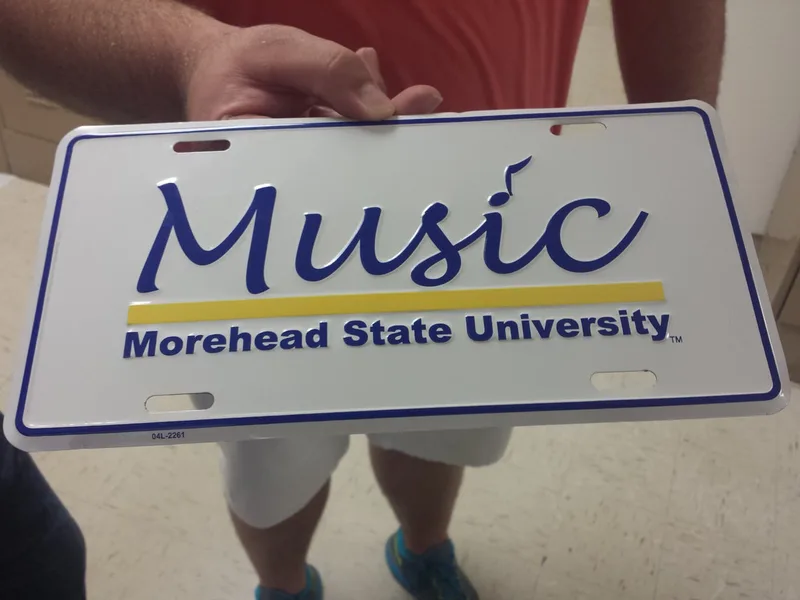 Music
Morehead State University™
04L-2261